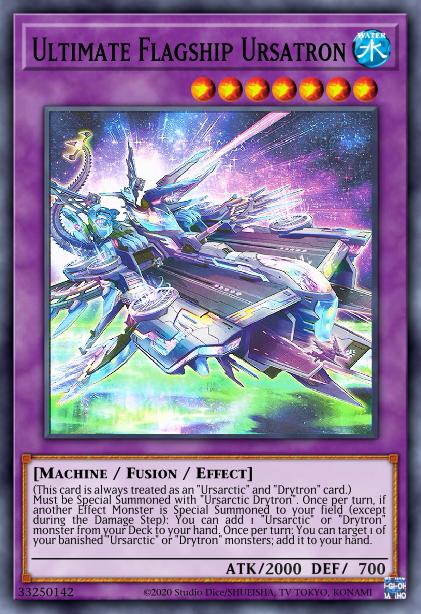 ULTIMATE FLAGSHIP URSATRON
WATER
水
[MACHINE / FUSION / EFFECT]
(This card is always treated as an "Ursarctic" and "Drytron" card.)
Must be Special Summoned with "Ursarctic Drytron". Once per turn, if
another Effect Monster is Special Summoned to your field (except
during the Damage Step): You can add 1 "Ursarctic" or "Drytron"
monster from your Deck to your hand. Once per turn: You can target 1 of
your banished "Ursarctic" or "Drytron" monsters; add it to your hand.
ATK/2000 DEF/ 700
33250142
©2020 Studio Dice/SHUEISHA, TV TOKYO, KONAMI